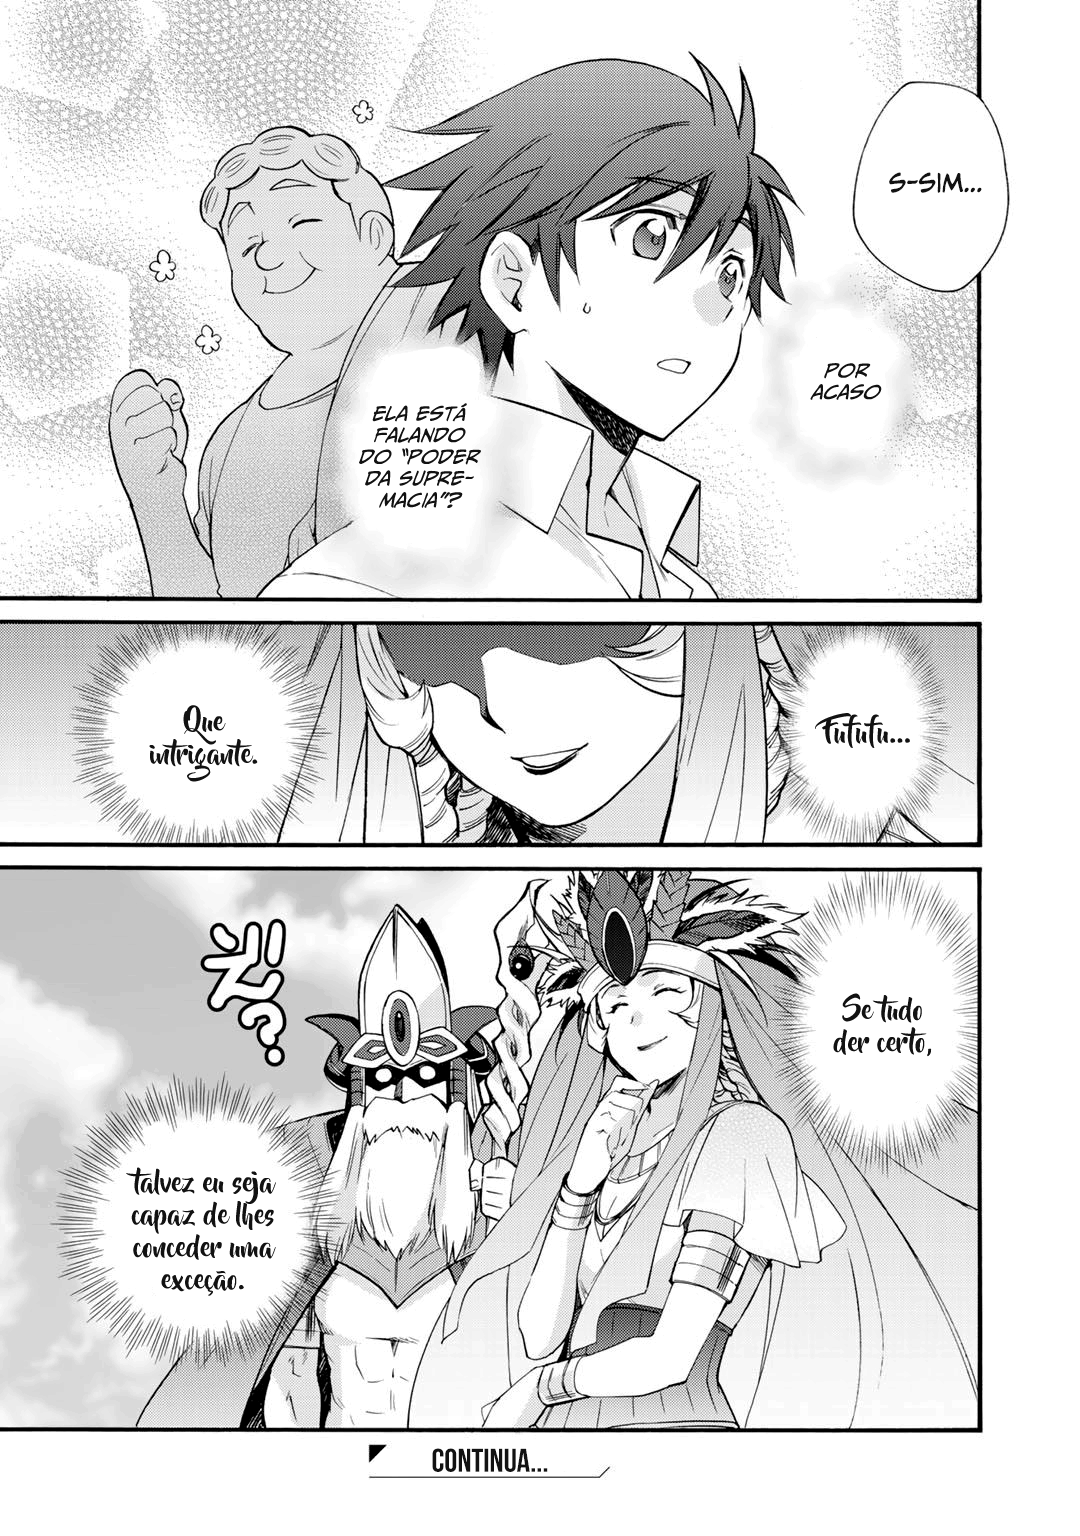 S-SIM...
POR
ACASO
ELA ESTÁ
FALANDO
DO "PODER
DA SUPRE-
MACIA"?
Fufufu...
Que
intrigante.
Se tudo
der certo,
talvez eu seja
capaz de lhes
conceder uma
exceção.
CONTINUA...